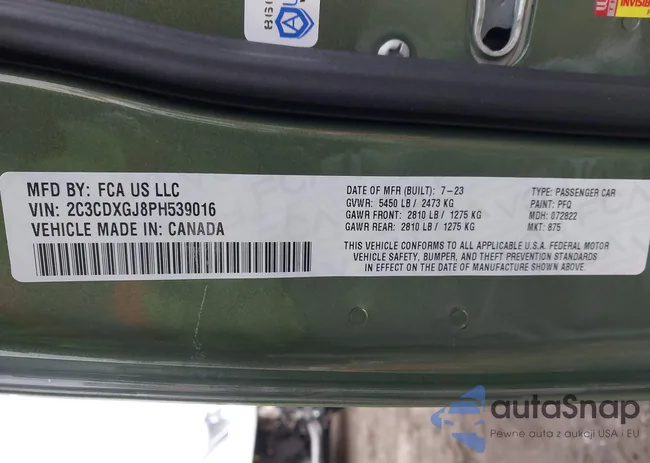 INVISIBL
MFD BY: FCA US LLC
VIN: 2C3CDXGJ8PH539016
VEHICLE MADE IN: CANADA
DATE OF MFR (BUILT): 7-23
GVWR: 5450 LB / 2473 KG
GAWR FRONT: 2810 LB / 1275 KG
GAWR REAR: 2810 LB / 1275 KG
TYPE: PASSENGER CAR
PAINT: PFQ
MDH: 072822
MKT: 875
THIS VEHICLE CONFORMS TO ALL APPLICABLE U.S.A. FEDERAL MOTOR
VEHICLE SAFETY, BUMPER, AND THEFT PREVENTION STANDARDS
IN EFFECT ON THE DATE OF MANUFACTURE SHOWN ABOVE.
autaSnap
Pewne auta z aukcji USA i EU